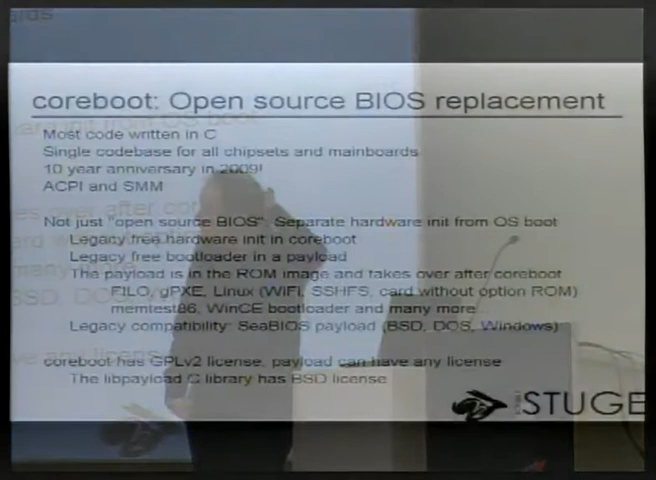 coreboot: Open source BIOS replacement
Most code written in C
Single codebase for all chipsets and mainboards
10 year anniversary in 2009!
ACPI and SMM
Not just "open source BIOS": Separate hardware init from OS boot
Legacy free hardware init in coreboot
Legacy free bootloader in a payload
The payload is in the ROM image and takes over after coreboot
FILO, gPXE, Linux (WiFi, SSHFS, card without option ROM)
memtest86, WinCE bootloader and many more...
Legacy compatibility: SeaBIOS payload (BSD, DOS, Windows)
coreboot has GPLv2 license, payload can have any license
The libpayload C library has BSD license
STUGE